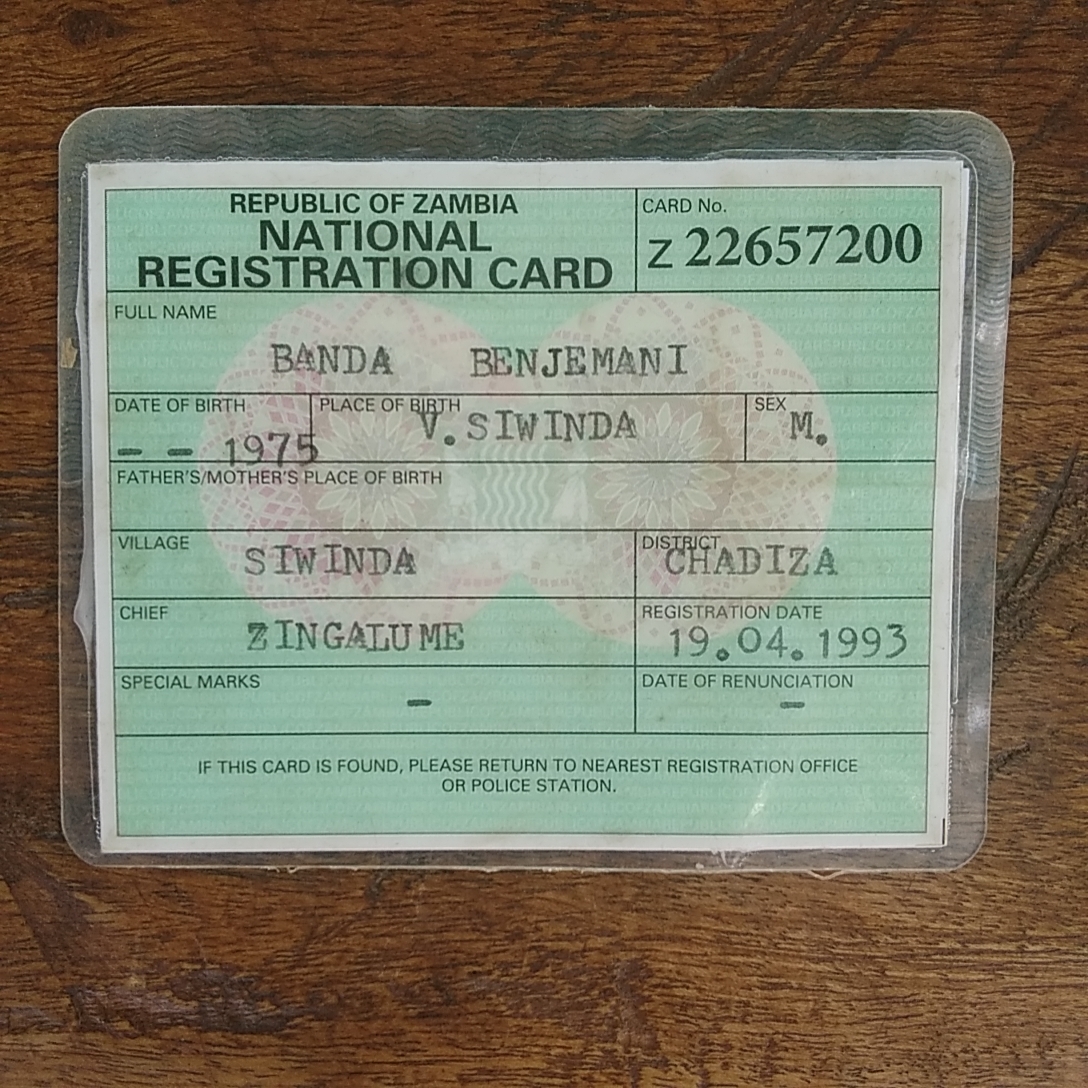 REPUBLIC OF ZAMBIA
NATIONAL
REGISTRATION CARD
CARD No.
Z 22657200
FULL NAME
BANDA BENJEMANI
DATE OF BIRTH
- - 1975
PLACE OF BIRTH
V.SIWINDA
SEX
M.
FATHER'S/MOTHER'S PLACE OF BIRTH
VILLAGE
SIWINDA
DISTRICT
CHADIZA
CHIEF
ZINGALUME
REGISTRATION DATE
19.04.1993
SPECIAL MARKS
-
DATE OF RENUNCIATION
-
IF THIS CARD IS FOUND, PLEASE RETURN TO NEAREST REGISTRATION OFFICE
OR POLICE STATION.